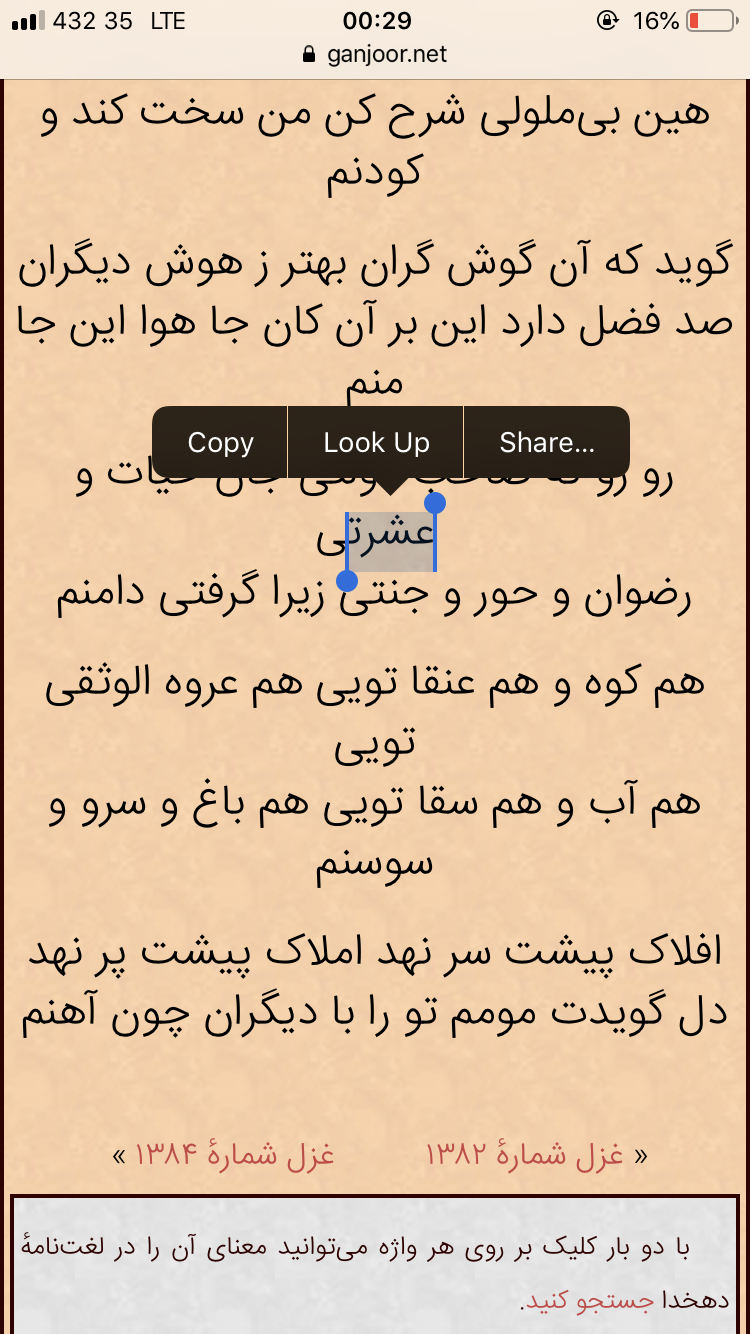 432 35 LTE 00:29 16%
ganjoor.net
هین بی‌ملولی شرح کن من سخت کند و
کودنم
گوید که آن گوش گران بهتر ز هوش دیگران
صد فضل دارد این بر آن کان جا هوا این جا
منم
Copy Look Up Share...
رو رو که صاحب جان حیات و
عشرتی
رضوان و حور و جنتی زیرا گرفتی دامنم
هم کوه و هم عنقا تویی هم عروه الوثقی
تویی
هم آب و هم سقا تویی هم باغ و سرو و
سوسنم
افلاک پیشت سر نهد املاک پیشت پر نهد
دل گویدت مومم تو را با دیگران چون آهنم
« غزل شمارهٔ ۱۳۸۲ غزل شمارهٔ ۱۳۸۴ »
با دو بار کلیک بر روی هر واژه می‌توانید معنای آن را در لغت‌نامهٔ
دهخدا جستجو کنید.